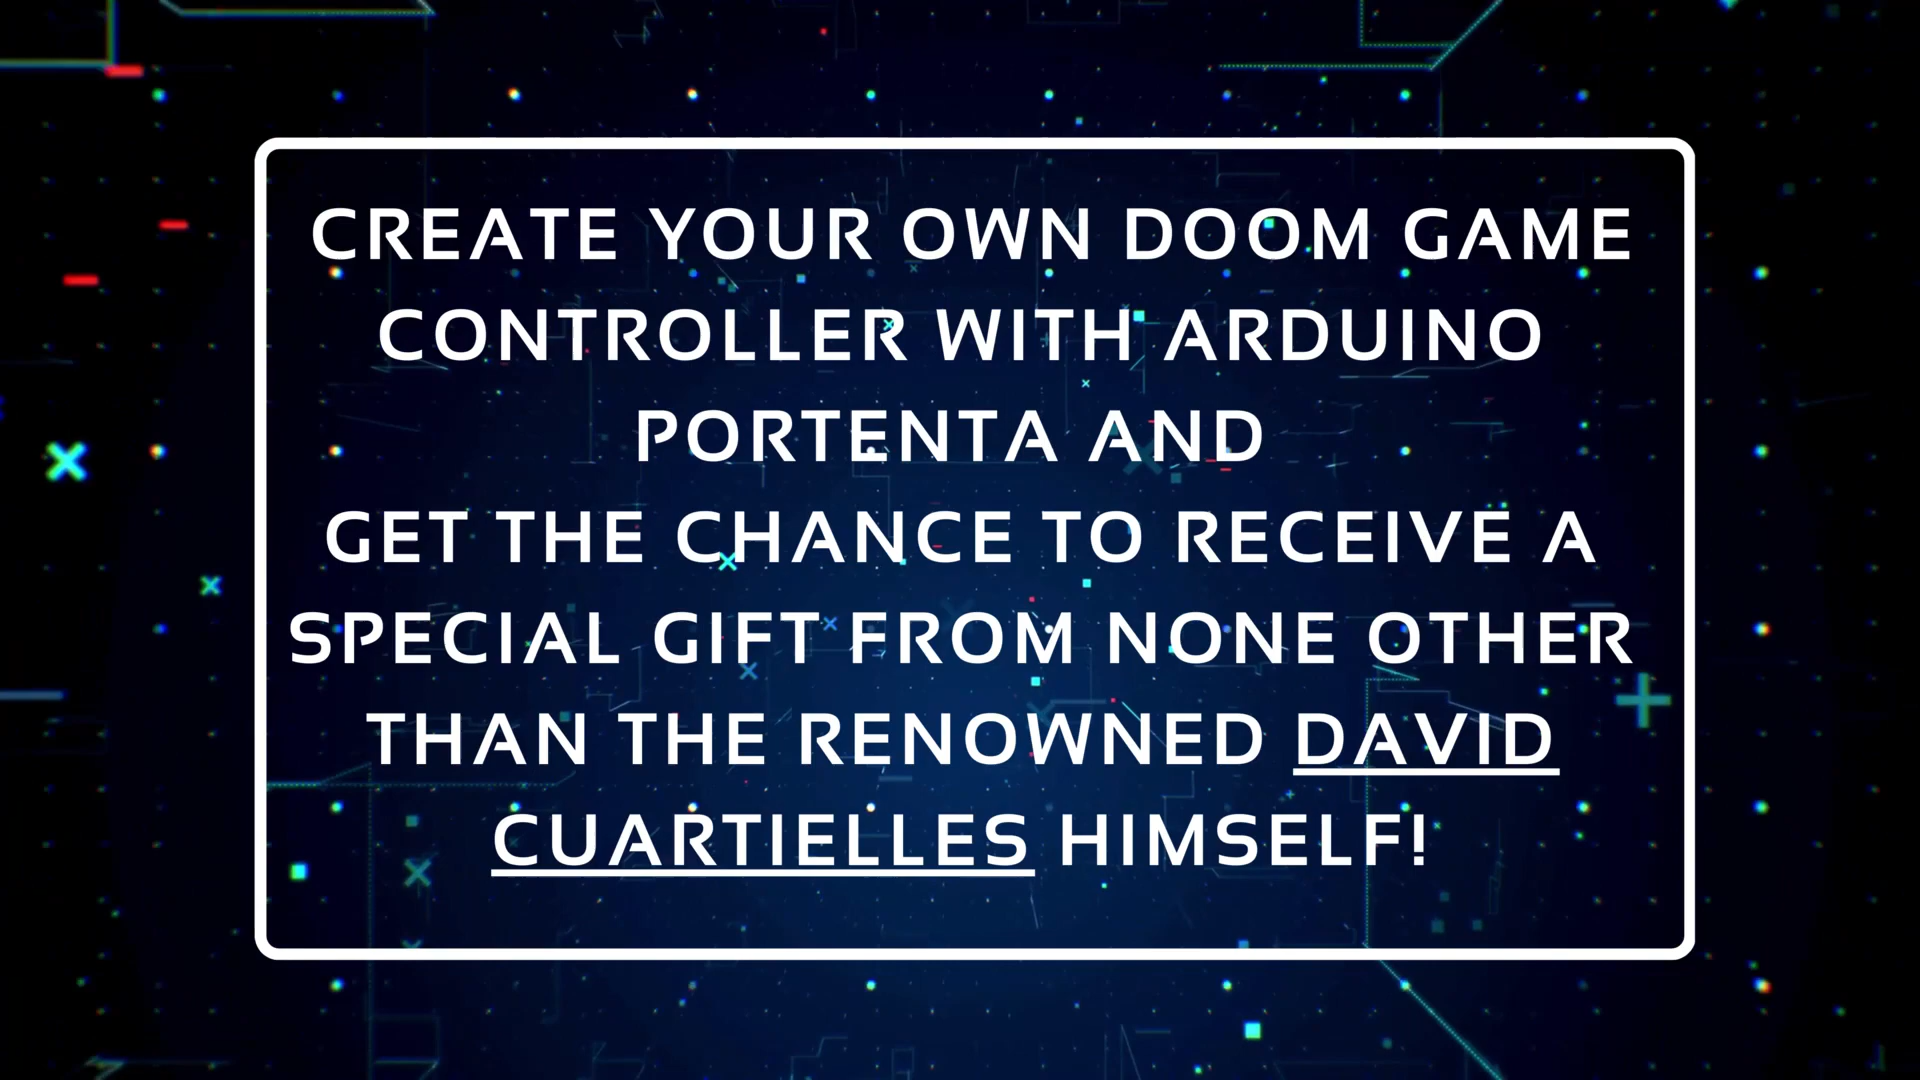 CREATE YOUR OWN DOOM GAME
CONTROLLER WITH ARDUINO
PORTENTA AND
GET THE CHANCE TO RECEIVE A
SPECIAL GIFT FROM NONE OTHER
THAN THE RENOWNED DAVID
CUARTIELLES HIMSELF!